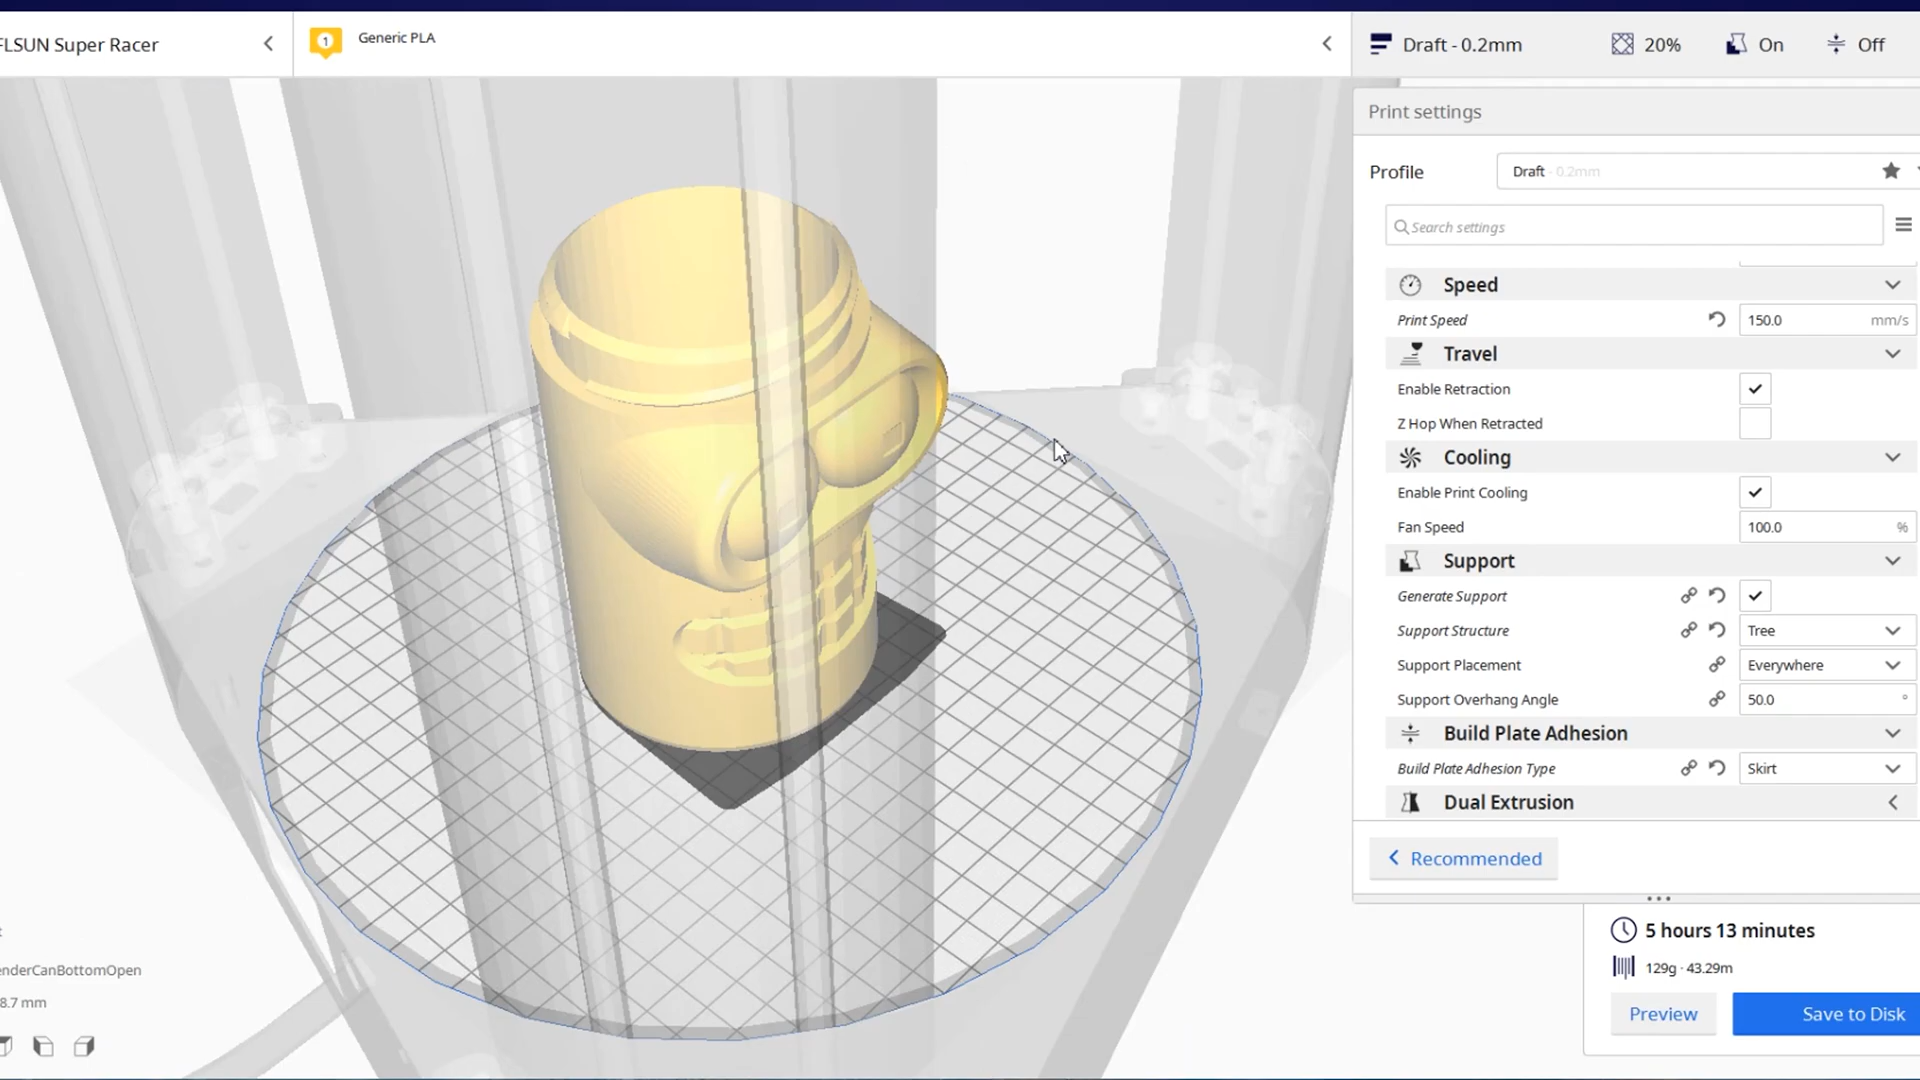 FLSUN Super Racer
1
Generic PLA
Draft - 0.2mm
20%
On
Off
Print settings
Profile
Draft - 0.2mm
Search settings
Speed
Print Speed
150.0 mm/s
Travel
Enable Retraction
Z Hop When Retracted
Cooling
Enable Print Cooling
Fan Speed
100.0 %
Support
Generate Support
Support Structure
Tree
Support Placement
Everywhere
Support Overhang Angle
50.0 °
Build Plate Adhesion
Build Plate Adhesion Type
Skirt
Dual Extrusion
Recommended
5 hours 13 minutes
129g · 43.29m
Preview
Save to Disk
enderCanBottomOpen
8.7 mm